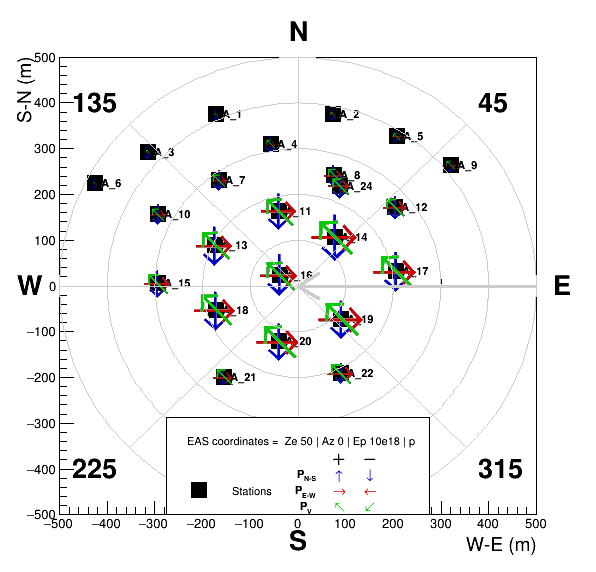 N
S-N (m)
500
400
300
200
100
0
−100
−200
−300
−400
−500
135
45
W
E
225
315
A_1
A_2
A_5
A_4
A_3
A_9
A_8
A_24
A_7
A_6
A_10
A_12
11
14
13
16
17
A_15
18
19
20
A_21
A_22
EAS coordinates = Ze 50 | Az 0 | Ep 10e18 | p
+ −
P N-S ↑ ↓
Stations P E-W → ←
P V ↖ ↙
−500 −400 −300 −200 −100 0 100 200 300 400 500
S
W-E (m)